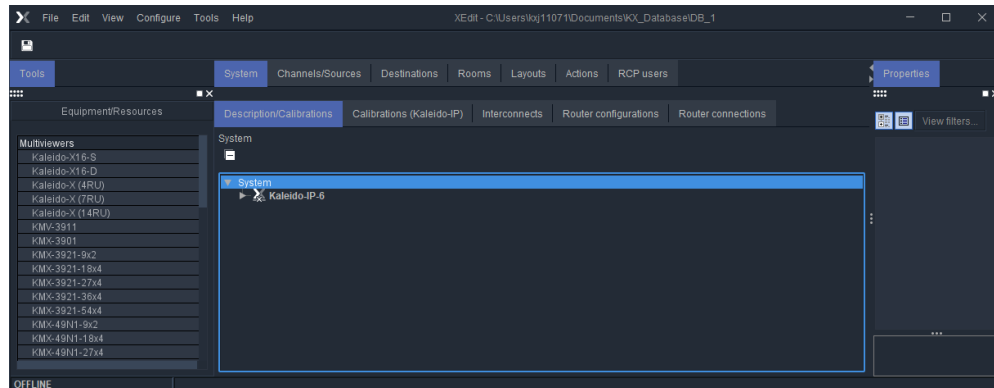 File Edit View Configure Tools Help XEdit - C:\Users\kxj11071\Documents\KX_Database\DB_1
Tools
System Channels/Sources Destinations Rooms Layouts Actions RCP users
Properties
Equipment/Resources
Description/Calibrations Calibrations (Kaleido-IP) Interconnects Router configurations Router connections
View filters...
System
Multiviewers
Kaleido-X16-S
Kaleido-X16-D
Kaleido-X (4RU)
Kaleido-X (7RU)
Kaleido-X (14RU)
KMV-3911
KMX-3901
KMX-3921-9x2
KMX-3921-18x4
KMX-3921-27x4
KMX-3921-36x4
KMX-3921-54x4
KMX-49N1-9x2
KMX-49N1-18x4
KMX-49N1-27x4
System
Kaleido-IP-6
OFFLINE